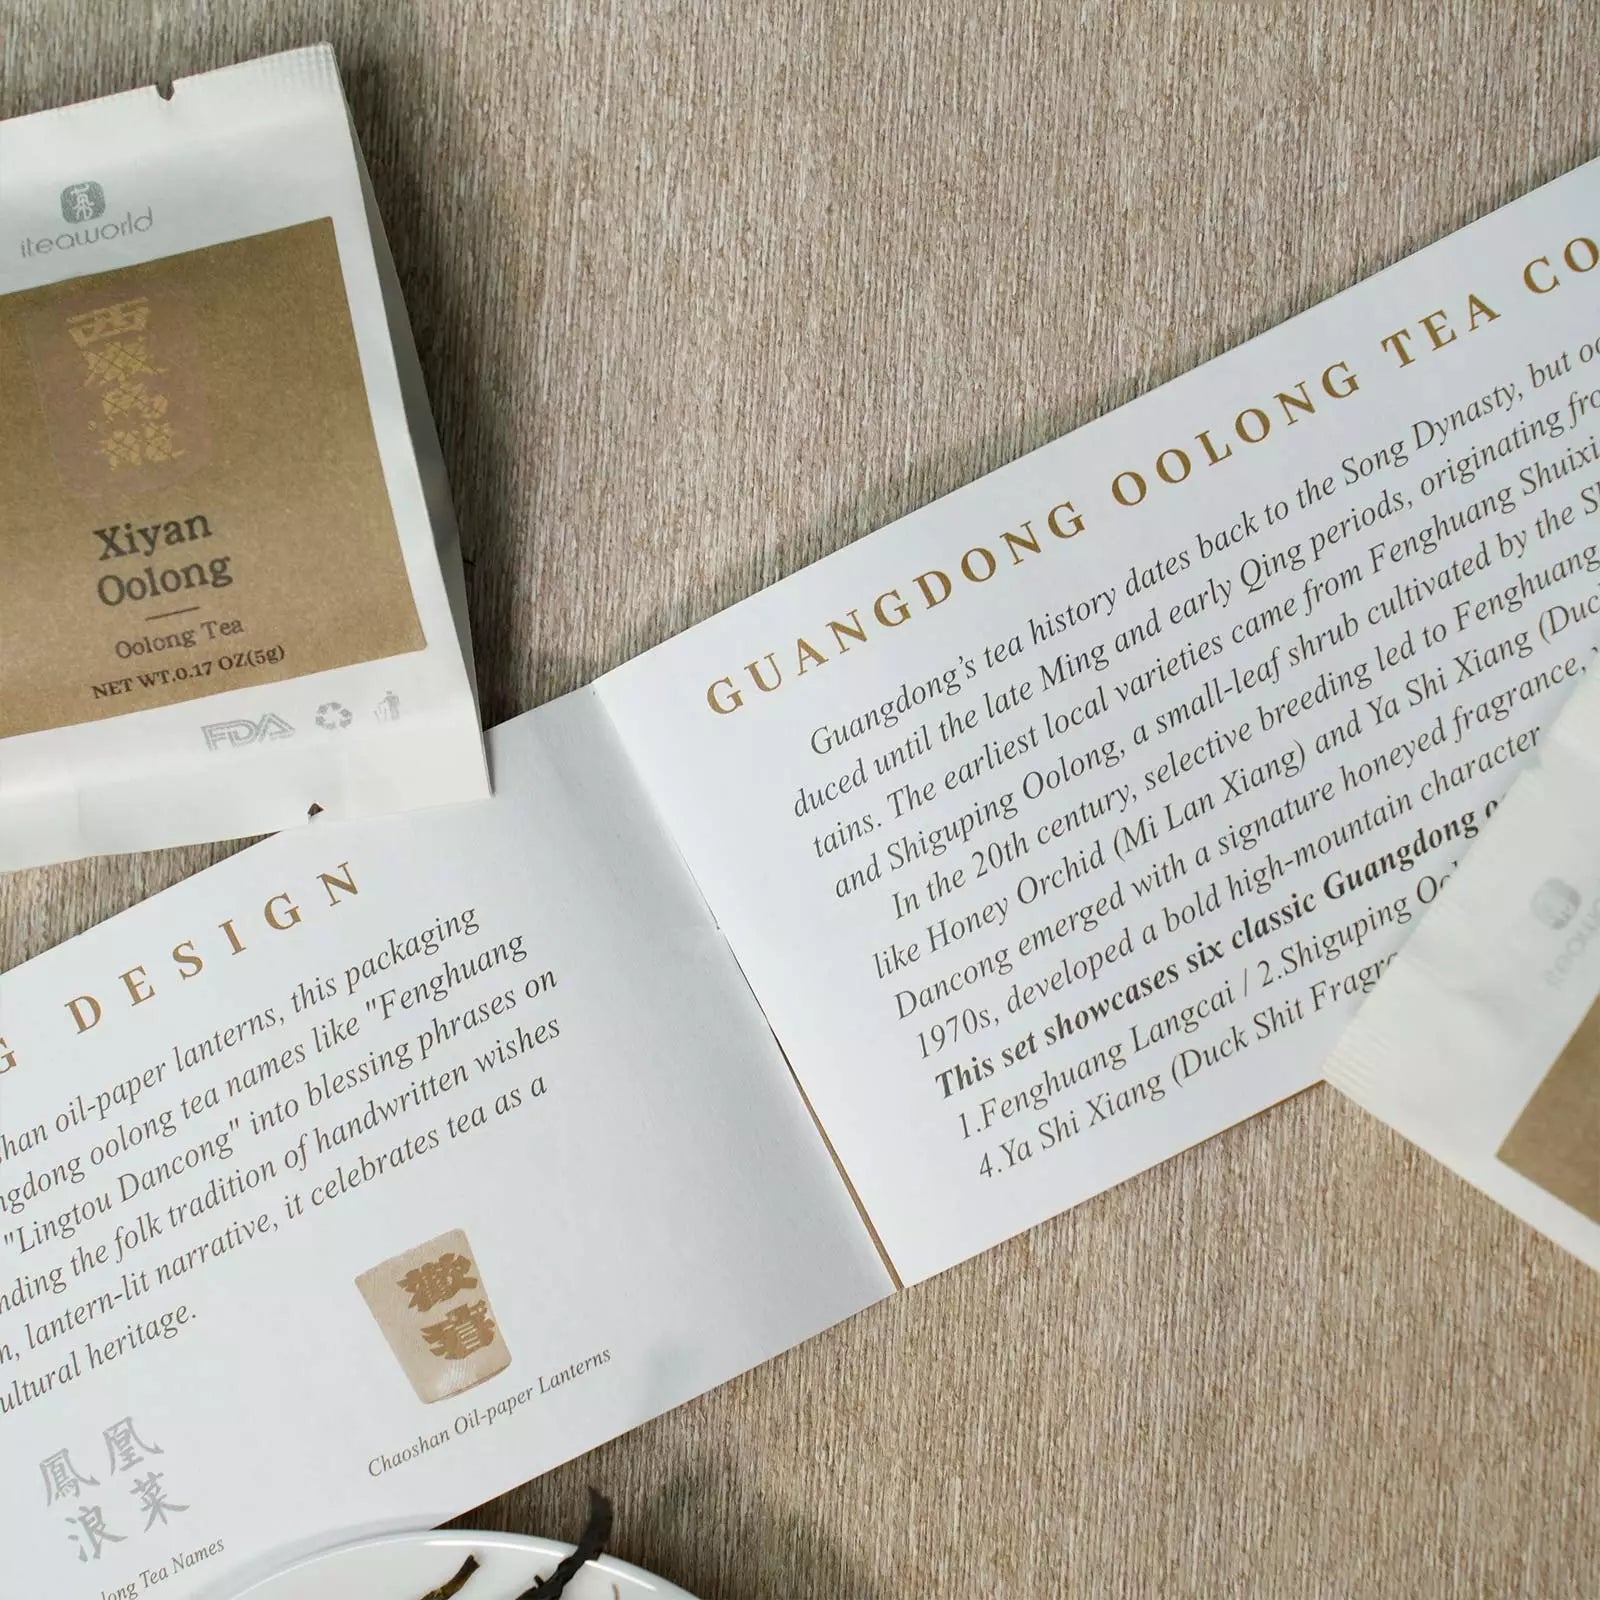 iteaworld
西巖烏龍
Xiyan
Oolong
Oolong Tea
NET WT.0.17 OZ(5g)
FDA
DESIGN
oil-paper lanterns, this packaging
oolong tea names like "Fenghuang
"Lingtou Dancong" into blessing phrases on
the folk tradition of handwritten wishes
lantern-lit narrative, it celebrates tea as a
heritage.
Chaoshan Oil-paper Lanterns
鳳凰
浪菜
Tea Names
GUANGDONG OOLONG TEA
Guangdong's tea history dates back to the Song Dynasty, but
duced until the late Ming and early Qing periods, originating
tains. The earliest local varieties came from Fenghuang
and Shiguping Oolong, a small-leaf shrub cultivated by the
In the 20th century, selective breeding led to Fenghuang
like Honey Orchid (Mi Lan Xiang) and Ya Shi Xiang
Dancong emerged with a signature honeyed fragrance,
1970s, developed a bold high-mountain character
This set showcases six classic Guangdong
1.Fenghuang Langcai / 2.Shiguping
4.Ya Shi Xiang (Duck Shit